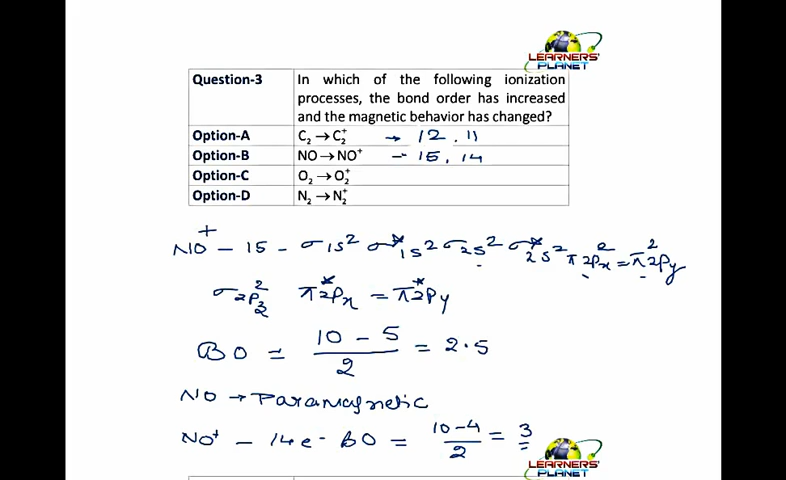 LEARNERS'
PLANET
Question-3 In which of the following ionization
processes, the bond order has increased
and the magnetic behavior has changed?
Option-A C₂ → C₂⁺ → 12, 11
Option-B NO → NO⁺ – 15, 14
Option-C O₂ → O₂⁺
Option-D N₂ → N₂⁺
NO⁺ – 15 – σ1s² σ*1s² σ2s² σ*2s² π2px² = π2py²
σ2pz² π*2px = π*2py
BO = (10 – 5)/2 = 2.5
NO → Paramagnetic
NO⁺ – 14e⁻ BO = (10–4)/2 = 3
LEARNERS'
PLANET